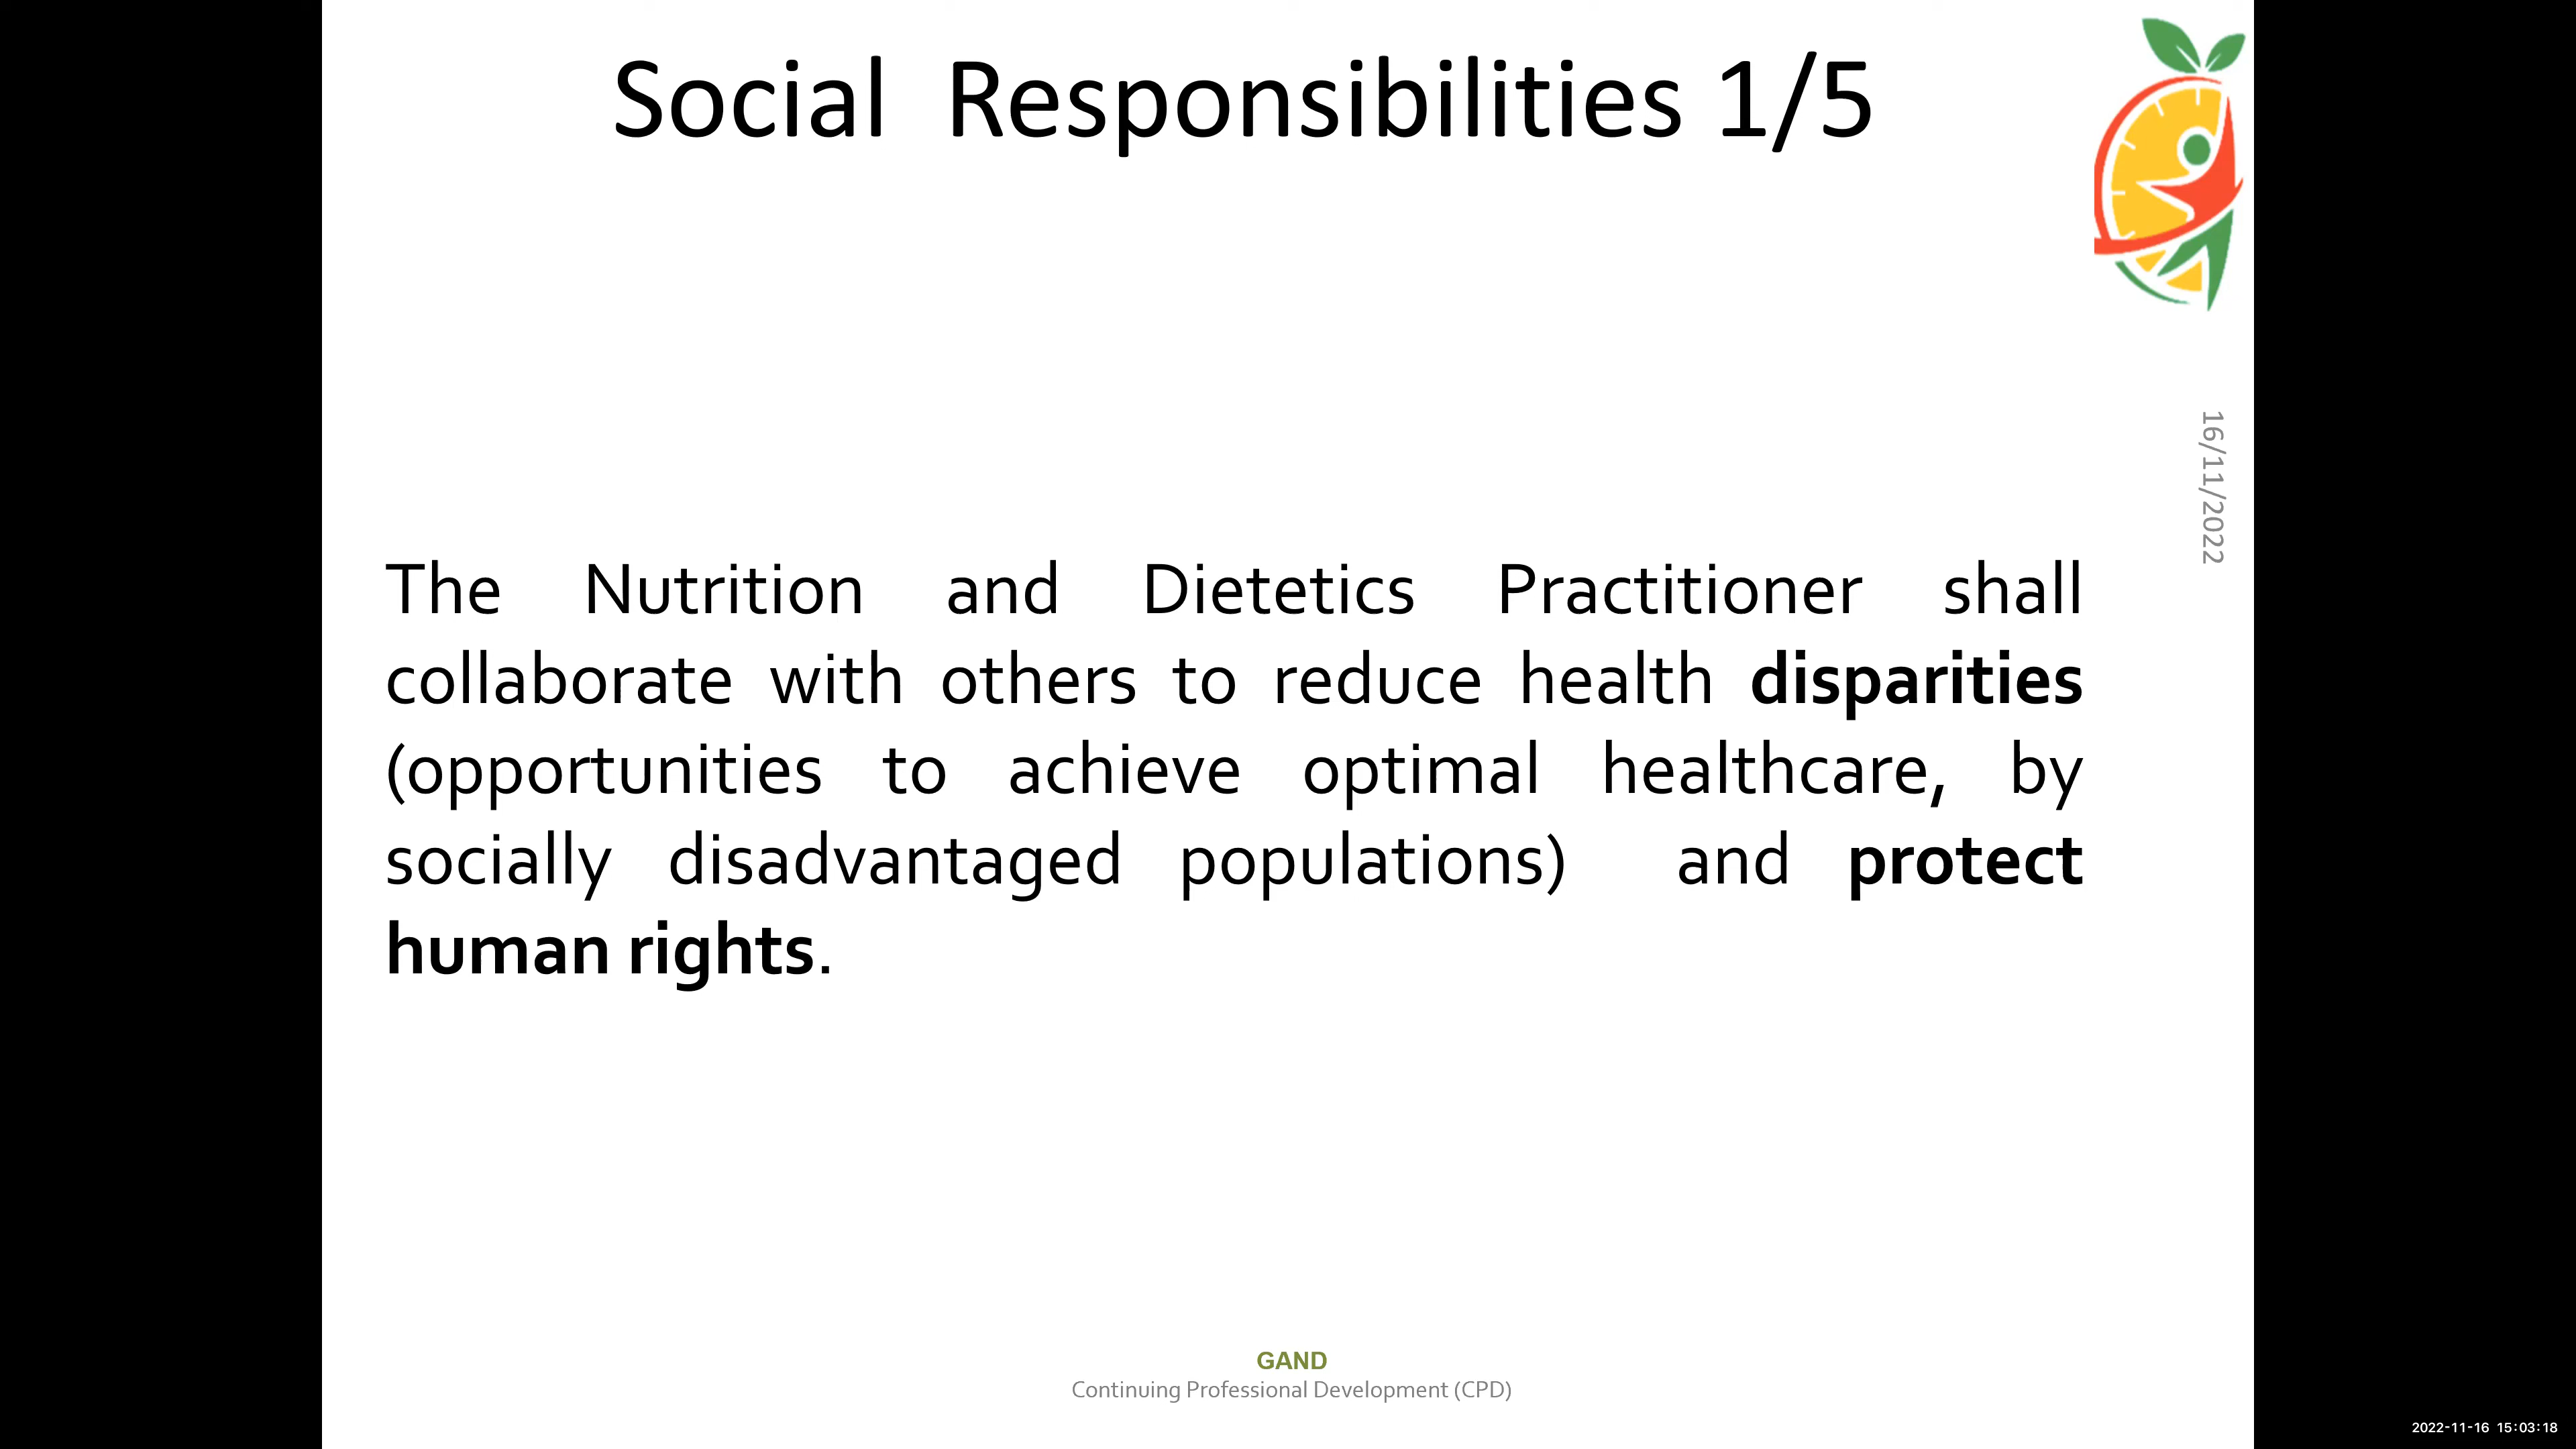 Social Responsibilities 1/5
16/11/2022
The Nutrition and Dietetics Practitioner shall
collaborate with others to reduce health disparities
(opportunities to achieve optimal healthcare, by
socially disadvantaged populations) and protect
human rights.
GAND
Continuing Professional Development (CPD)
2022-11-16 15:03:18